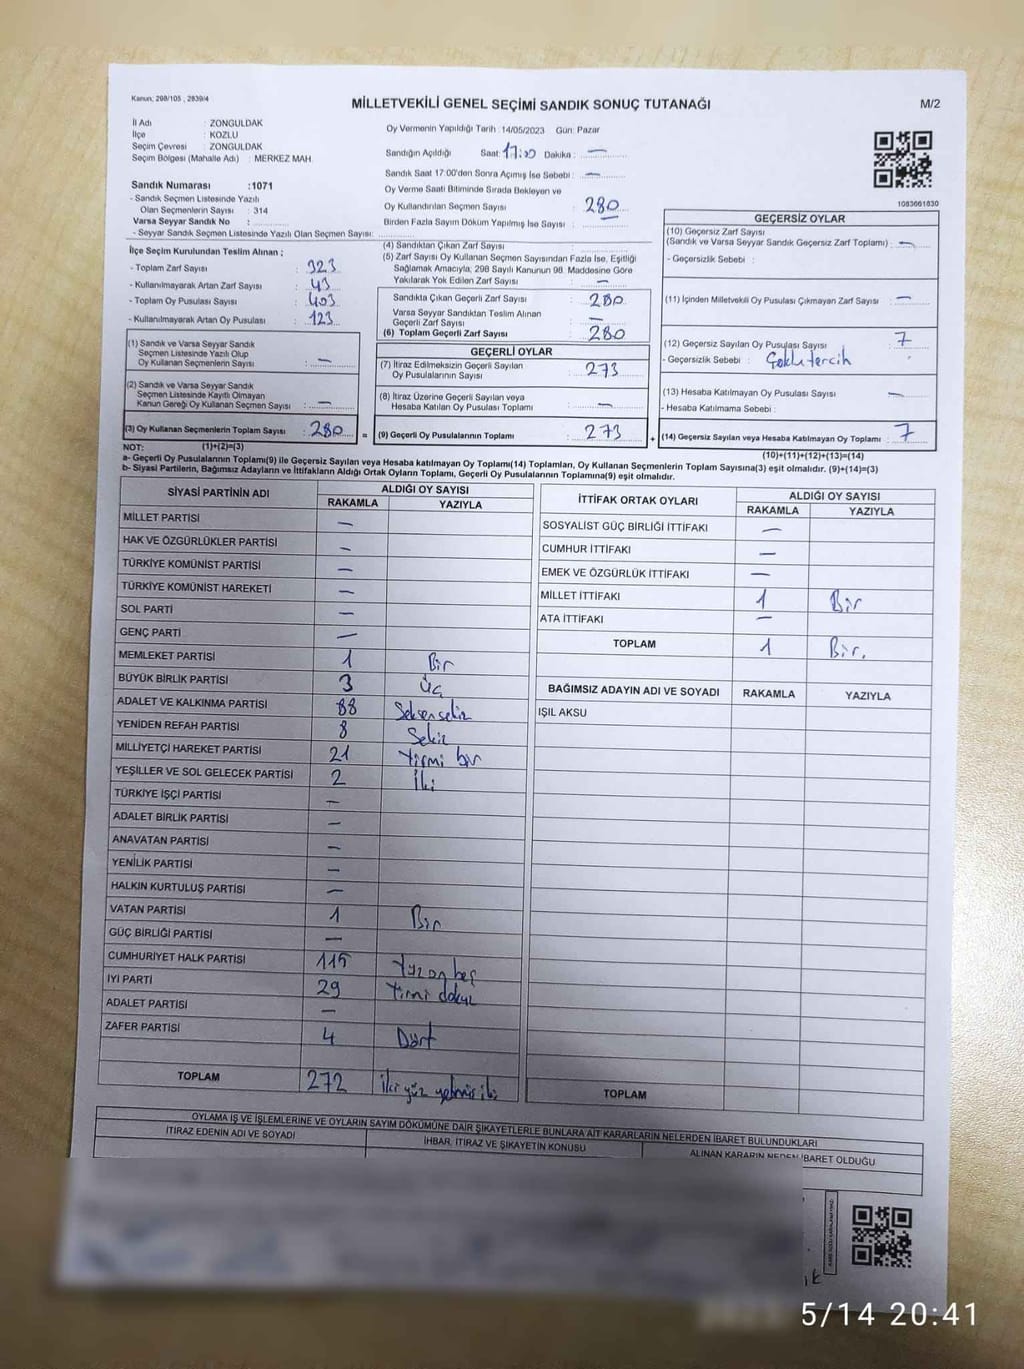 Kanun: 298/105 , 2839/4
MİLLETVEKİLİ GENEL SEÇİMİ SANDIK SONUÇ TUTANAĞI
M/2
İl Adı : ZONGULDAK
İlçe : KOZLU
Seçim Çevresi : ZONGULDAK
Seçim Bölgesi (Mahalle Adı) : MERKEZ MAH.
Sandık Numarası :1071
- Sandık Seçmen Listesinde Yazılı
Olan Seçmenlerin Sayısı : 314
Varsa Seyyar Sandık No :
- Seyyar Sandık Seçmen Listesinde Yazılı Olan Seçmen Sayısı:
Oy Vermenin Yapıldığı Tarih : 14/05/2023 Gün: Pazar
Sandığın Açıldığı Saat: 17:00 Dakika: —
Sandık Saat 17:00'den Sonra Açımış İse Sebebi : —
Oy Verme Saati Bitiminde Sırada Bekleyen ve
Oy Kullandırılan Seçmen Sayısı : 280
Birden Fazla Sayım Döküm Yapılmış İse Sayısı :
1083661830
İlçe Seçim Kurulundan Teslim Alınan ;
- Toplam Zarf Sayısı : 323
- Kullanılmayarak Artan Zarf Sayısı : 43
- Toplam Oy Pusulası Sayısı : 403
- Kullanılmayarak Artan Oy Pusulası : 123
(1) Sandık ve Varsa Seyyar Sandık
Seçmen Listesinde Yazılı Olup
Oy Kullanan Seçmenlerin Sayısı : —
(2) Sandık ve Varsa Seyyar Sandık
Seçmen Listesinde Kayıtlı Olmayan
Kanun Gereği Oy Kullanan Seçmen Sayısı : —
(3) Oy Kullanan Seçmenlerin Toplam Sayısı : 280 =
(4) Sandıktan Çıkan Zarf Sayısı :
(5) Zarf Sayısı Oy Kullanan Seçmen Sayısından Fazla İse, Eşitliği
Sağlamak Amacıyla, 298 Sayılı Kanunun 98. Maddesine Göre
Yakılarak Yok Edilen Zarf Sayısı : —
Sandıkta Çıkan Geçerli Zarf Sayısı : 280
Varsa Seyyar Sandıktan Teslim Alınan
Geçerli Zarf Sayısı : —
(6) Toplam Geçerli Zarf Sayısı : 280
GEÇERLİ OYLAR
(7) İtiraz Edilmeksizin Geçerli Sayılan
Oy Pusulalarının Sayısı : 273
(8) İtiraz Üzerine Geçerli Sayılan veya
Hesaba Katılan Oy Pusulası Toplamı : —
(9) Geçerli Oy Pusulalarının Toplamı : 273 +
GEÇERSİZ OYLAR
(10) Geçersiz Zarf Sayısı
(Sandık ve Varsa Seyyar Sandık Geçersiz Zarf Toplamı) : —
- Geçersizlik Sebebi :
(11) İçinden Milletvekili Oy Pusulası Çıkmayan Zarf Sayısı : —
(12) Geçersiz Sayılan Oy Pusulası Sayısı : 7
- Geçersizlik Sebebi : Çoklu tercih
(13) Hesaba Katılmayan Oy Pusulası Sayısı : —
- Hesaba Katılmama Sebebi :
(14) Geçersiz Sayılan veya Hesaba Katılmayan Oy Toplamı : 7
NOT: (1)+(2)=(3)
(10)+(11)+(12)+(13)=(14)
a- Geçerli Oy Pusulalarının Toplamı(9) ile Geçersiz Sayılan veya Hesaba katılmayan Oy Toplamı(14) Toplamları, Oy Kullanan Seçmenlerin Toplam Sayısına(3) eşit olmalıdır. (9)+(14)=(3)
b- Siyasi Partilerin, Bağımsız Adayların ve İttifakların Aldığı Ortak Oyların Toplamı, Geçerli Oy Pusulalarının Toplamına(9) eşit olmalıdır.
SİYASİ PARTİNİN ADI ALDIĞI OY SAYISI
RAKAMLA YAZIYLA
MİLLET PARTİSİ —
HAK VE ÖZGÜRLÜKLER PARTİSİ —
TÜRKİYE KOMÜNİST PARTİSİ —
TÜRKİYE KOMÜNİST HAREKETİ —
SOL PARTİ —
GENÇ PARTİ —
MEMLEKET PARTİSİ 1 Bir
BÜYÜK BİRLİK PARTİSİ 3 Üç
ADALET VE KALKINMA PARTİSİ 88 Seksen sekiz
YENİDEN REFAH PARTİSİ 8 Sekiz
MİLLİYETÇİ HAREKET PARTİSİ 21 Yirmi bir
YEŞİLLER VE SOL GELECEK PARTİSİ 2 İki
TÜRKİYE İŞÇİ PARTİSİ —
ADALET BİRLİK PARTİSİ —
ANAVATAN PARTİSİ —
YENİLİK PARTİSİ —
HALKIN KURTULUŞ PARTİSİ —
VATAN PARTİSİ 1 Bir
GÜÇ BİRLİĞİ PARTİSİ —
CUMHURİYET HALK PARTİSİ 115 Yüz on beş
İYİ PARTİ 29 Yirmi dokuz
ADALET PARTİSİ —
ZAFER PARTİSİ 4 Dört
TOPLAM 272 İki yüz yetmiş iki
İTTİFAK ORTAK OYLARI ALDIĞI OY SAYISI
RAKAMLA YAZIYLA
SOSYALİST GÜÇ BİRLİĞİ İTTİFAKI —
CUMHUR İTTİFAKI —
EMEK VE ÖZGÜRLÜK İTTİFAKI —
MİLLET İTTİFAKI 1 Bir
ATA İTTİFAKI —
TOPLAM 1 Bir.
BAĞIMSIZ ADAYIN ADI VE SOYADI RAKAMLA YAZIYLA
IŞIL AKSU
TOPLAM
OYLAMA İŞ VE İŞLEMLERİNE VE OYLARIN SAYIM DÖKÜMÜNE DAİR ŞİKAYETLERLE BUNLARA AİT KARARLARIN NELERDEN İBARET BULUNDUKLARI
İTİRAZ EDENİN ADI VE SOYADI İHBAR, İTİRAZ VE ŞİKAYETİN KONUSU ALINAN KARARIN NEDEN İBARET OLDUĞU
5/14 20:41